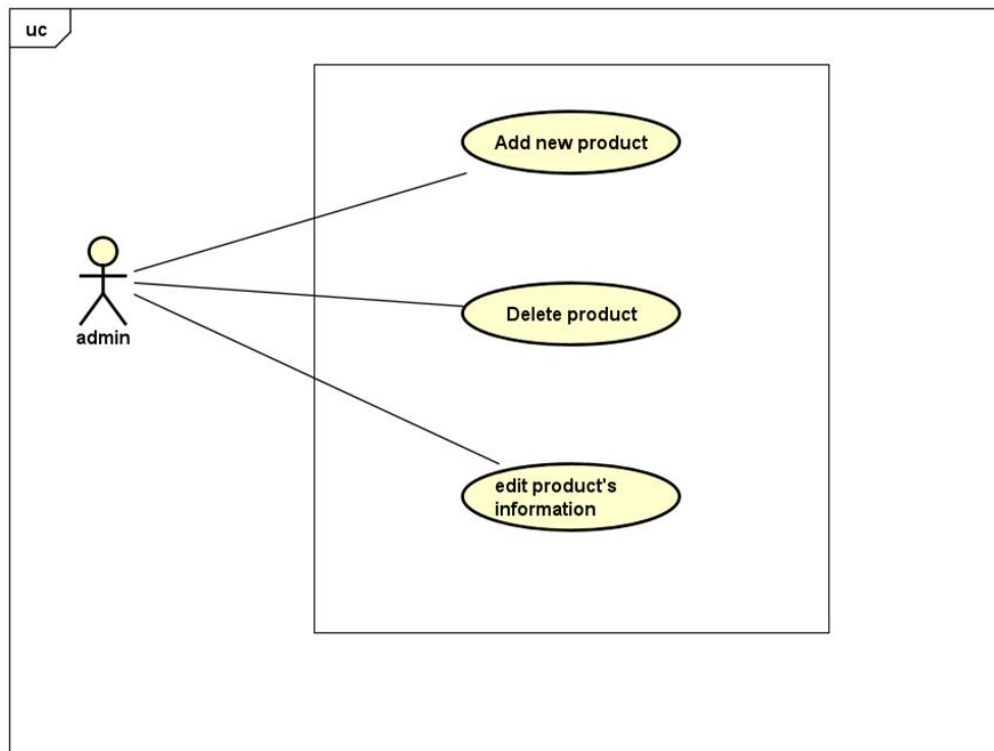 uc
Add new product
admin
Delete product
edit product's
information